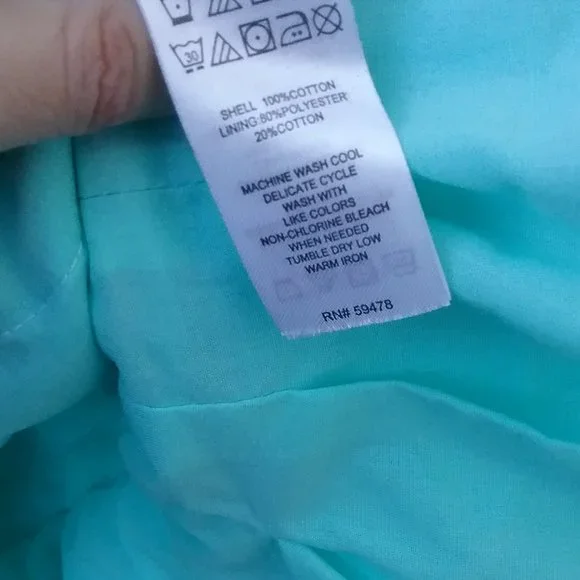 30
SHELL 100%COTTON
LINING:80%POLYESTER
20%COTTON
MACHINE WASH COOL
DELICATE CYCLE
WASH WITH
LIKE COLORS
NON-CHLORINE BLEACH
WHEN NEEDED
TUMBLE DRY LOW
WARM IRON
RN# 59478